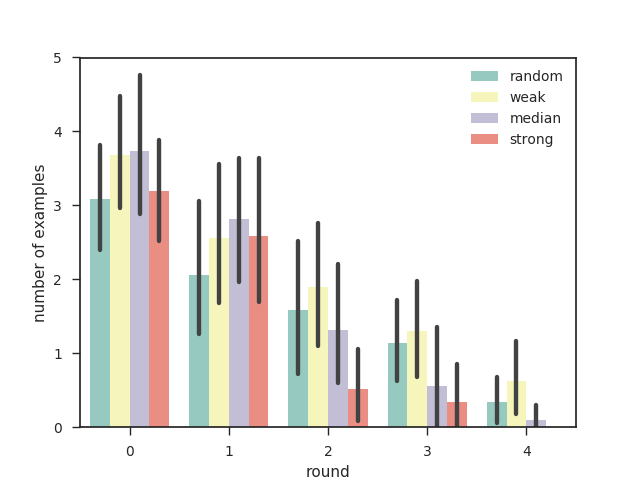 5
4
3
2
1
0
number of examples
random
weak
median
strong
0 1 2 3 4
round